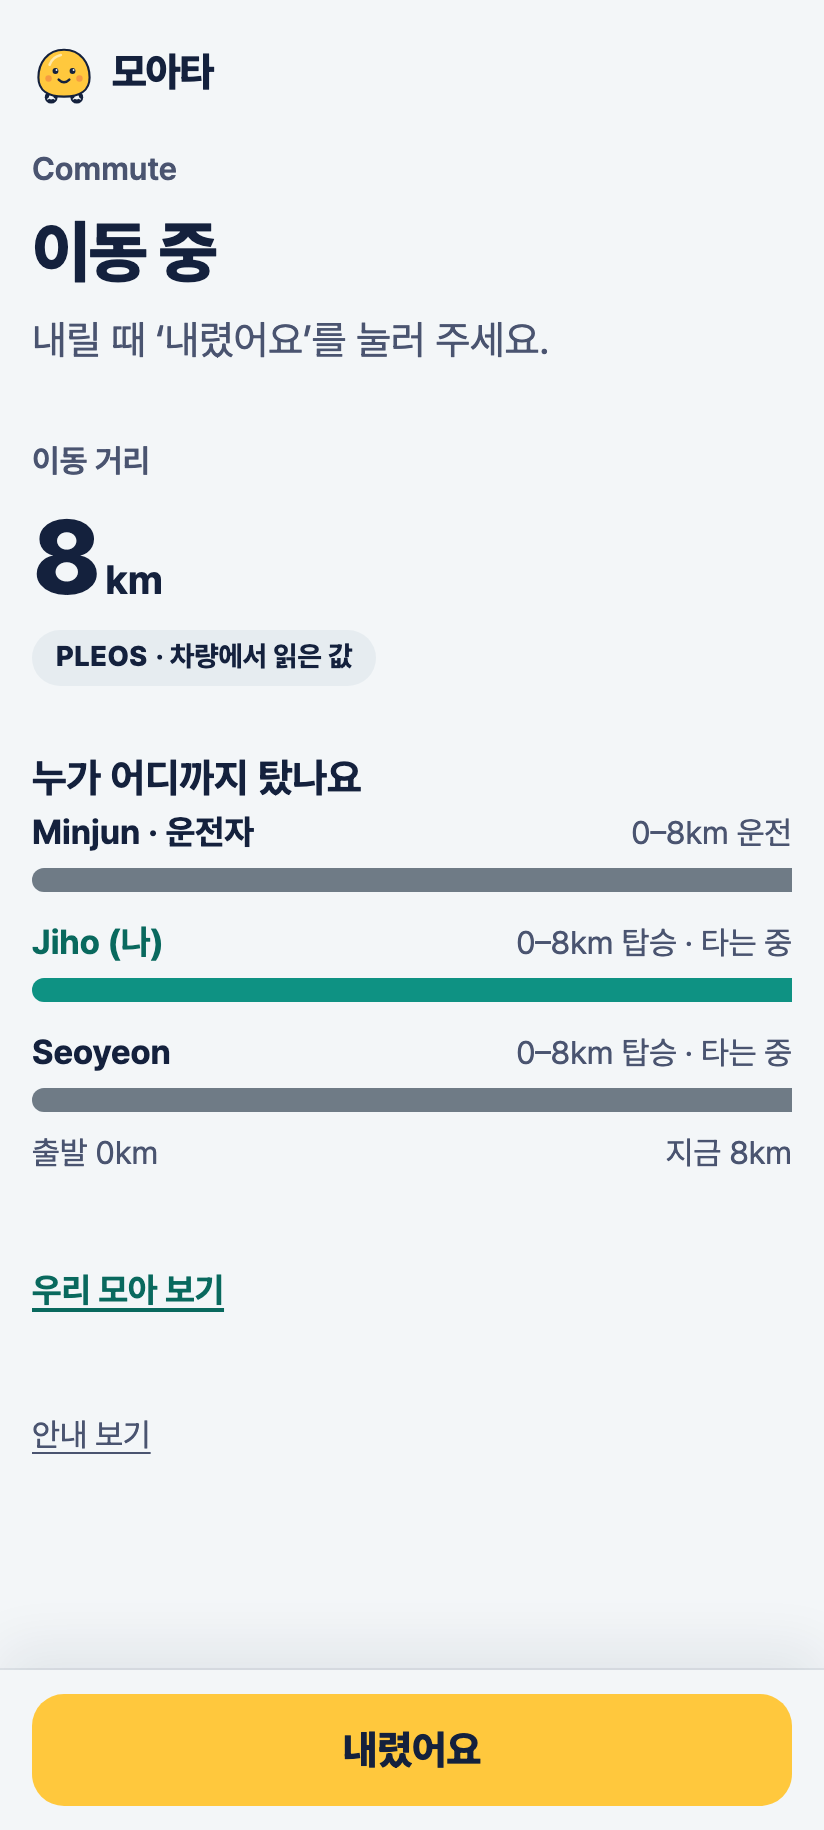 모아타
Commute
이동 중
내릴 때 ‘내렸어요’를 눌러 주세요.
이동 거리
8 km
PLEOS · 차량에서 읽은 값
누가 어디까지 탔나요
Minjun · 운전자 0–8km 운전
Jiho (나) 0–8km 탑승 · 타는 중
Seoyeon 0–8km 탑승 · 타는 중
출발 0km 지금 8km
우리 모아 보기
안내 보기
내렸어요